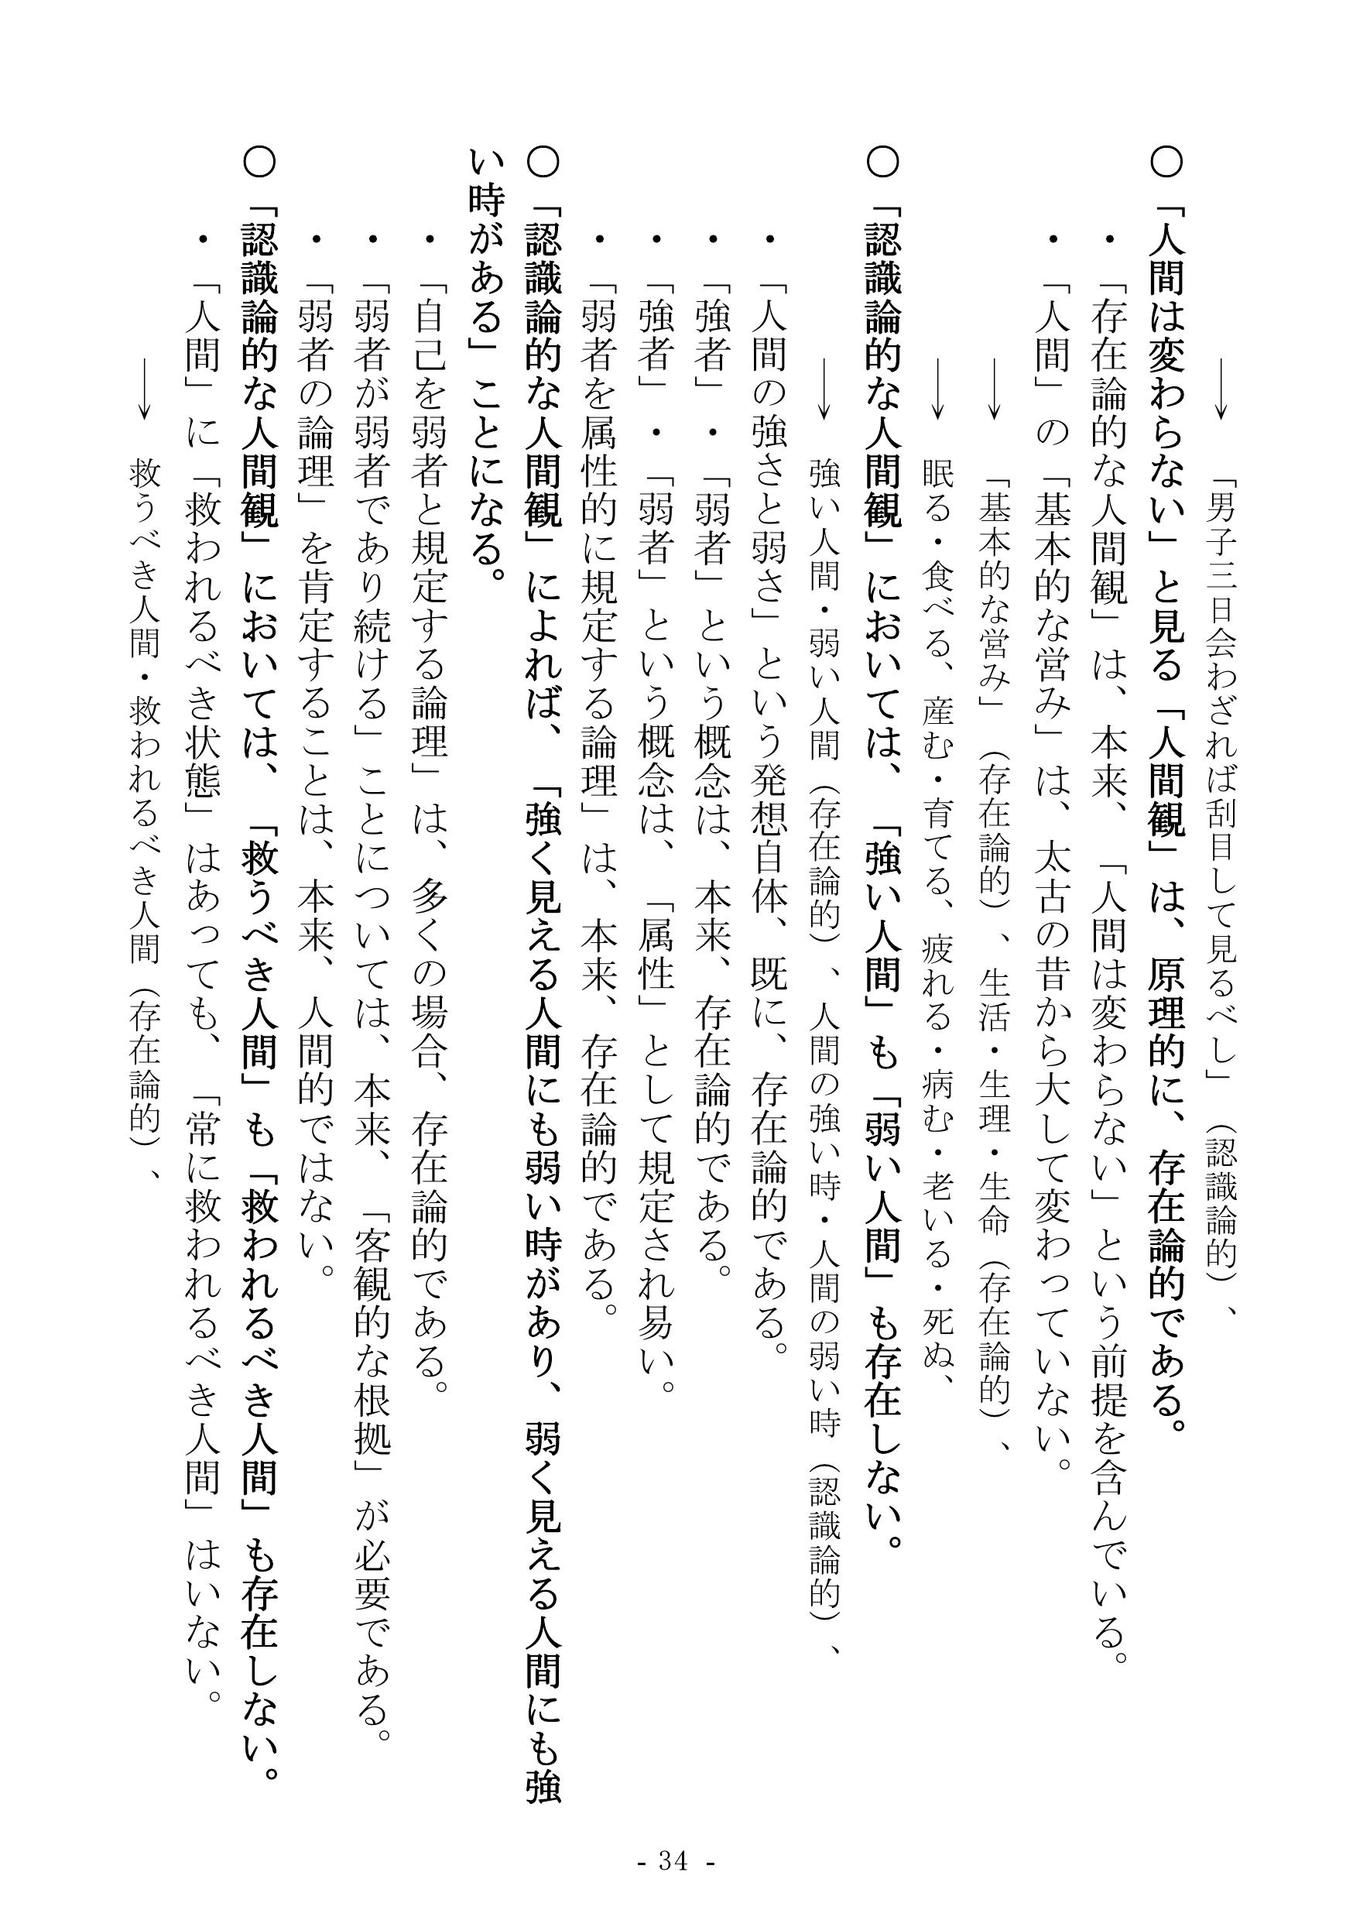 → 「男子三日会わざれば刮目して見るべし」（認識論的）、
○「人間は変わらない」と見る「人間観」は、原理的に、存在論的である。
・「存在論的な人間観」は、本来、「人間は変わらない」という前提を含んでいる。
・「人間」の「基本的な営み」は、太古の昔から大して変わっていない。
→ 「基本的な営み」（存在論的）、生活・生理・生命（存在論的）、
→ 眠る・食べる、産む・育てる、疲れる・病む・老いる・死ぬ、
○「認識論的な人間観」においては、「強い人間」も「弱い人間」も存在しない。
→ 強い人間・弱い人間（存在論的）、人間の強い時・人間の弱い時（認識論的）、
・「人間の強さと弱さ」という発想自体、既に、存在論的である。
・「強者」・「弱者」という概念は、本来、存在論的である。
・「強者」・「弱者」という概念は、「属性」として規定され易い。
・「弱者を属性的に規定する論理」は、本来、存在論的である。
○「認識論的な人間観」によれば、「強く見える人間にも弱い時があり、弱く見える人間にも強
い時がある」ことになる。
・「自己を弱者と規定する論理」は、多くの場合、存在論的である。
・「弱者が弱者であり続ける」ことについては、本来、「客観的な根拠」が必要である。
・「弱者の論理」を肯定することは、本来、人間的ではない。
○「認識論的な人間観」においては、「救うべき人間」も「救われるべき人間」も存在しない。
・「人間」に「救われるべき状態」はあっても、「常に救われるべき人間」はいない。
→ 救うべき人間・救われるべき人間（存在論的）、
- 34 -